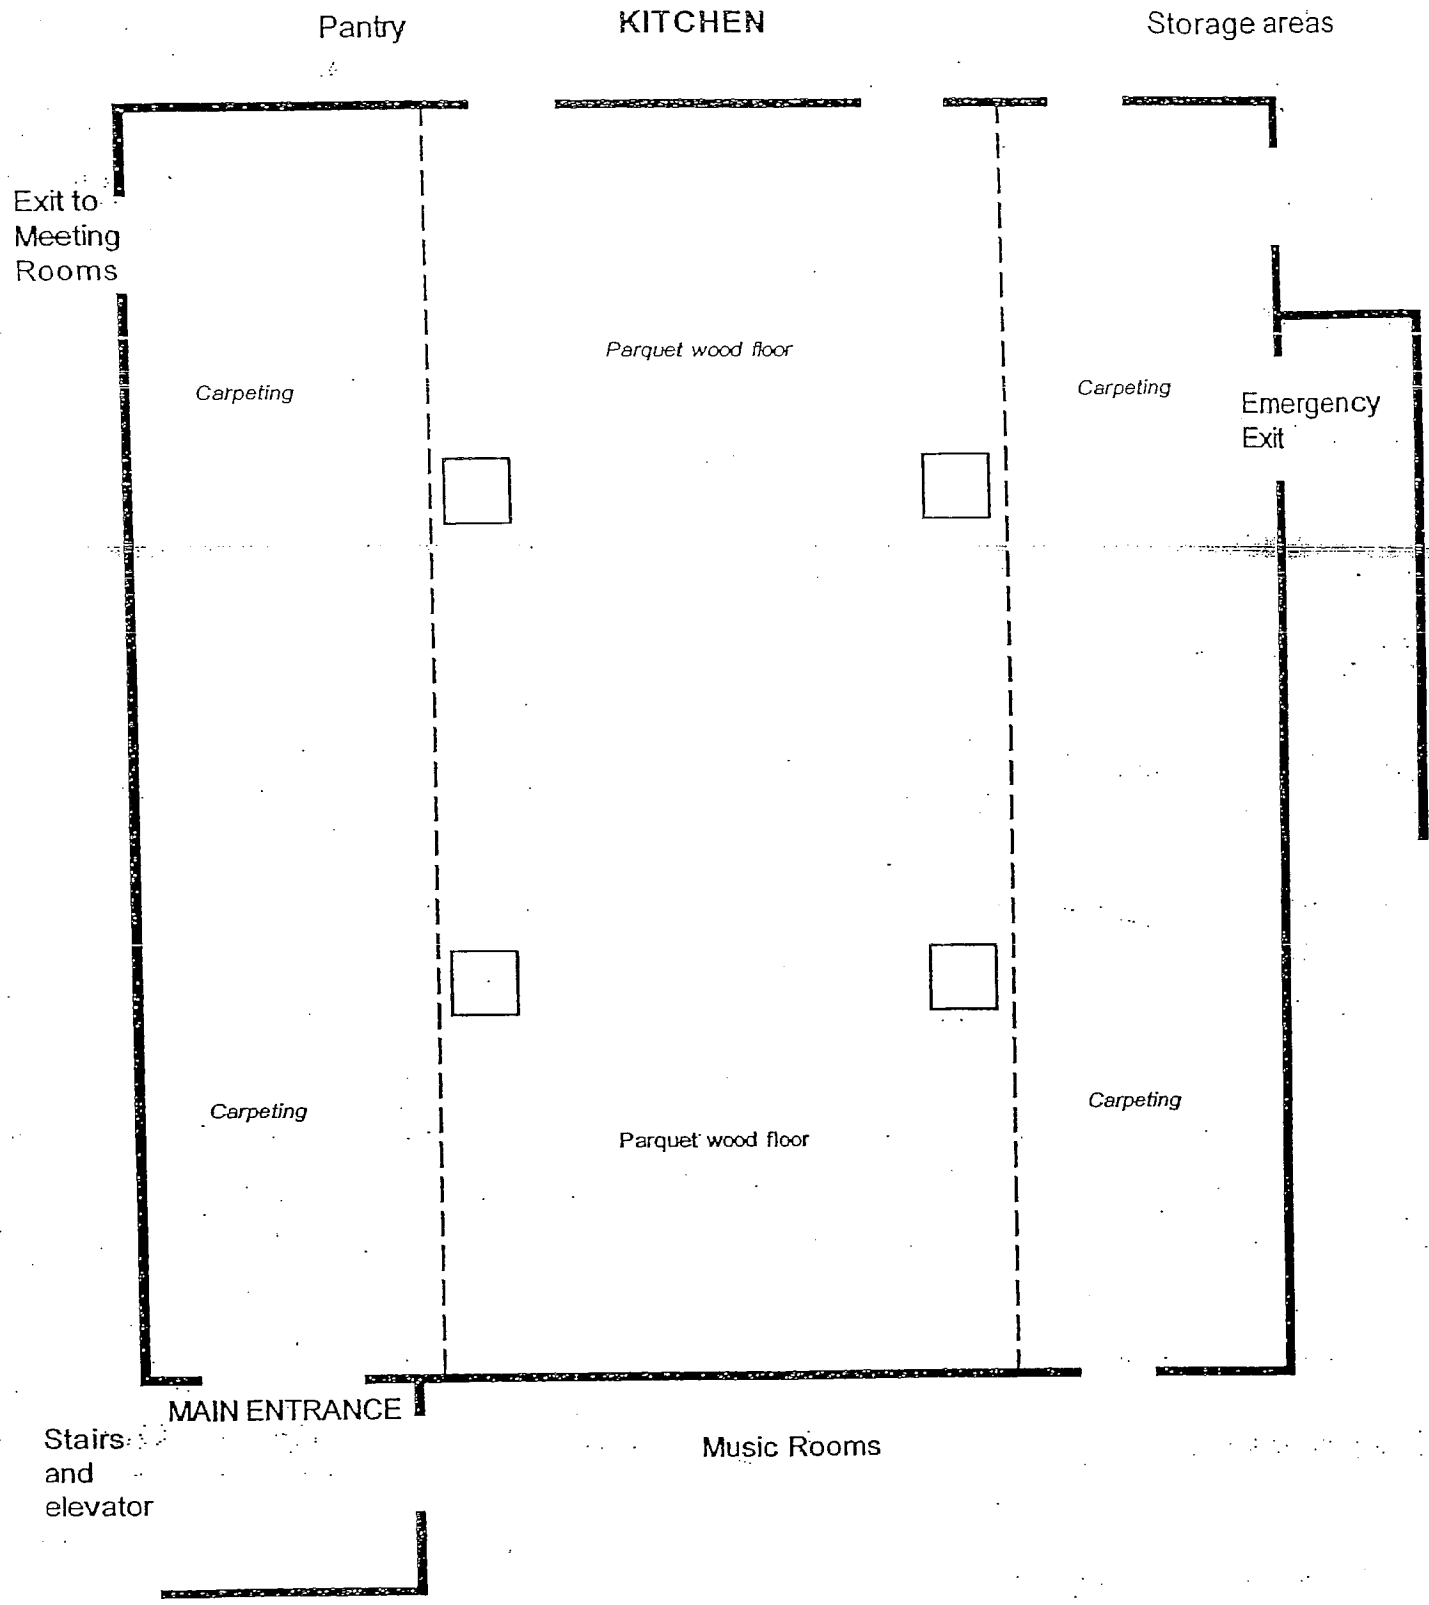 Pantry
KITCHEN
Storage areas
Exit to
Meeting
Rooms
Parquet wood floor
Carpeting
Carpeting
Emergency
Exit
Carpeting
Carpeting
Parquet wood floor
MAIN ENTRANCE
Stairs
and
elevator
Music Rooms